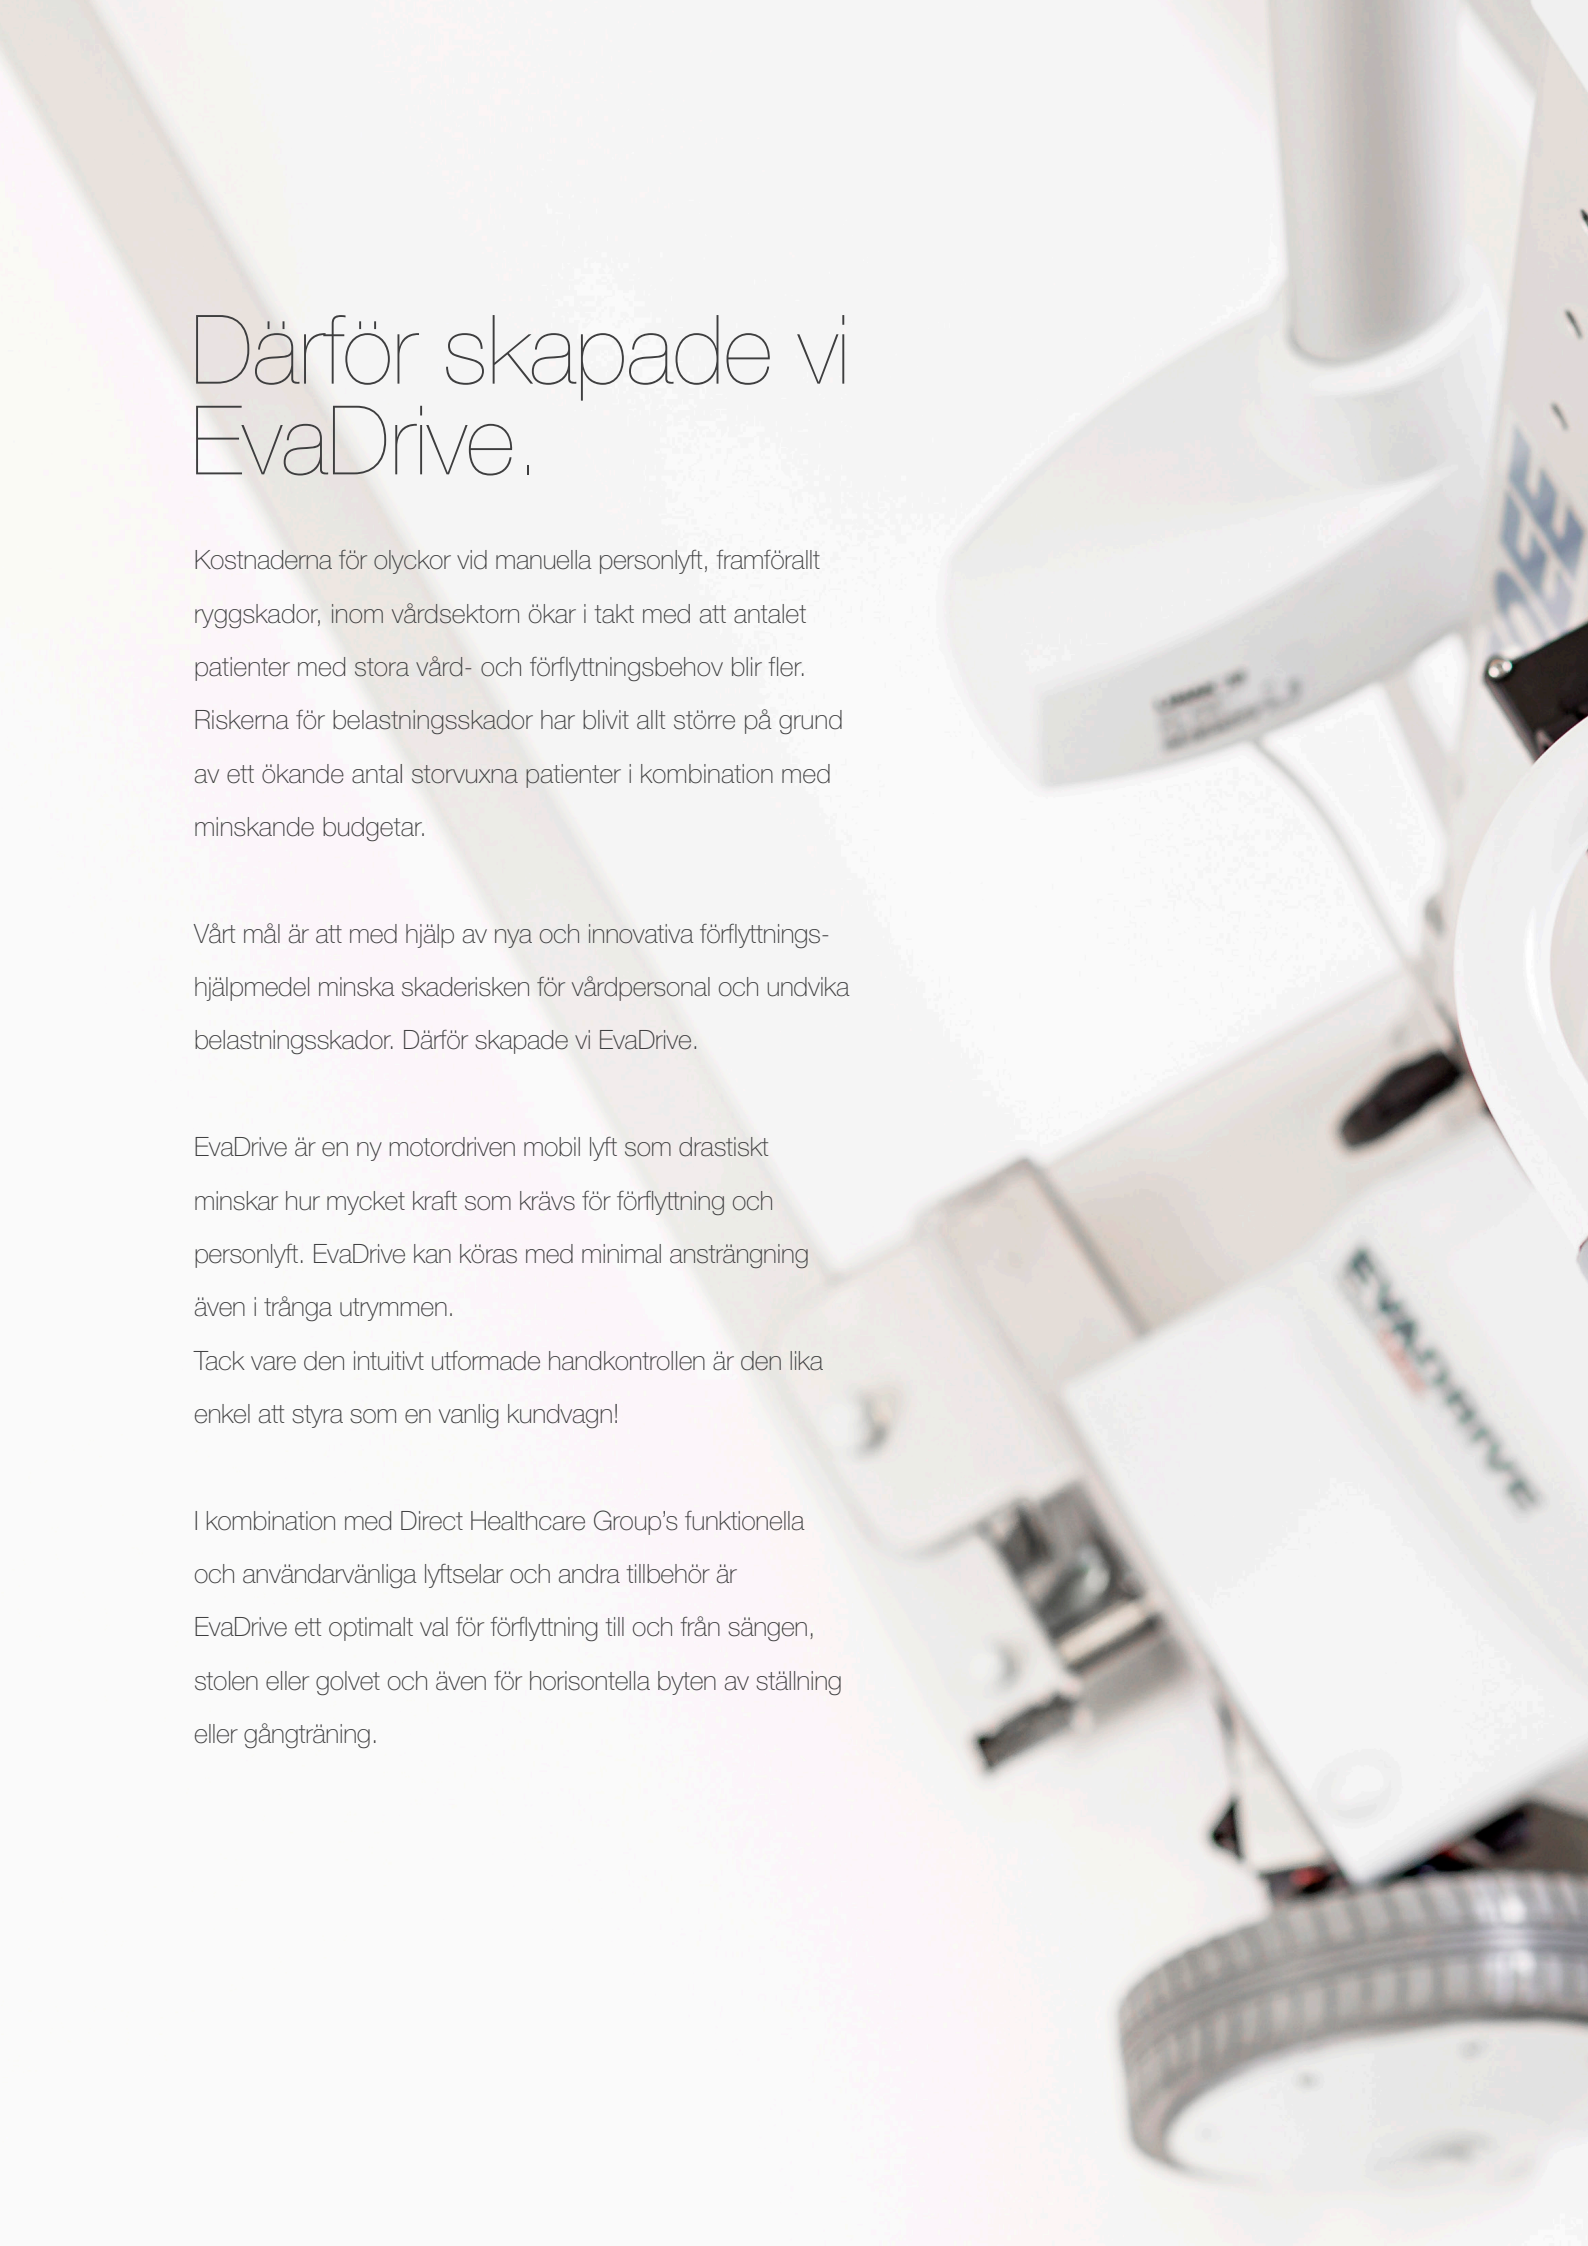 Därför skapade vi
EvaDrive.
Kostnaderna för olyckor vid manuella personlyft, framförallt
ryggskador, inom vårdsektorn ökar i takt med att antalet
patienter med stora vård- och förflyttningsbehov blir fler.
Riskerna för belastningsskador har blivit allt större på grund
av ett ökande antal storvuxna patienter i kombination med
minskande budgetar.
Vårt mål är att med hjälp av nya och innovativa förflyttnings-
hjälpmedel minska skaderisken för vårdpersonal och undvika
belastningsskador. Därför skapade vi EvaDrive.
EvaDrive är en ny motordriven mobil lyft som drastiskt
minskar hur mycket kraft som krävs för förflyttning och
personlyft. EvaDrive kan köras med minimal ansträngning
även i trånga utrymmen.
Tack vare den intuitivt utformade handkontrollen är den lika
enkel att styra som en vanlig kundvagn!
I kombination med Direct Healthcare Group's funktionella
och användarvänliga lyftselar och andra tillbehör är
EvaDrive ett optimalt val för förflyttning till och från sängen,
stolen eller golvet och även för horisontella byten av ställning
eller gångträning.
EVADRIVE